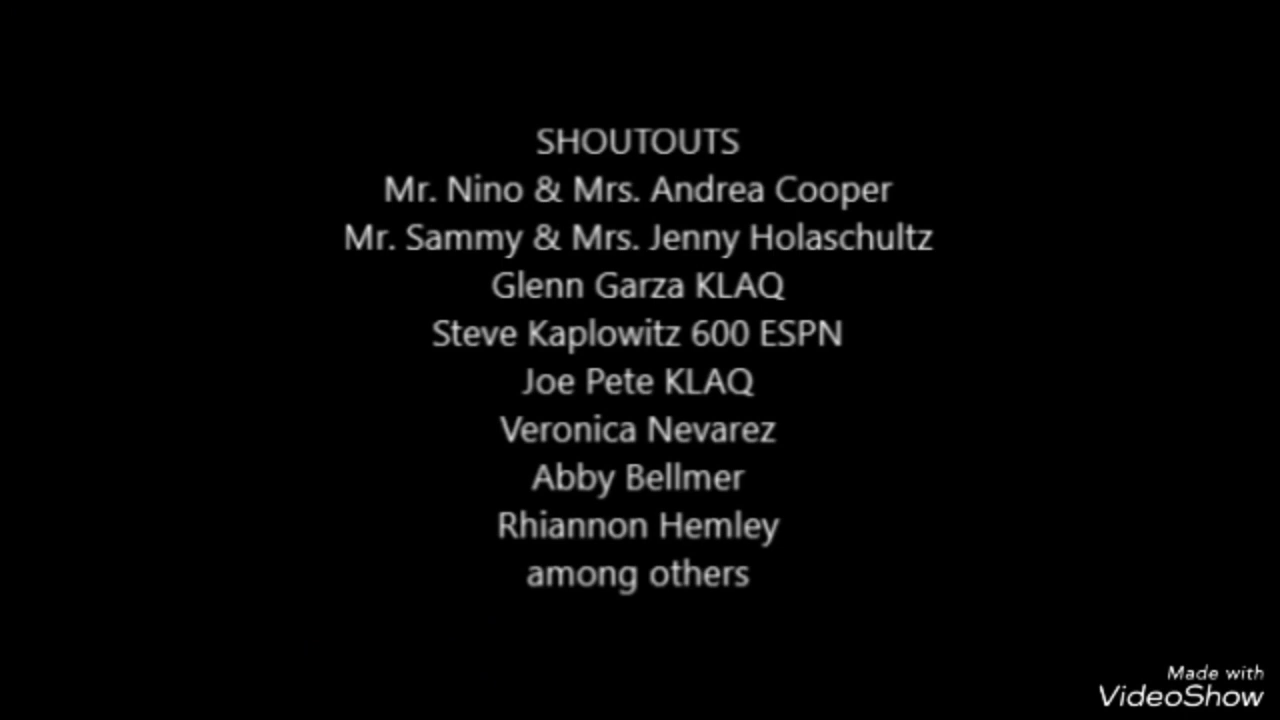 SHOUTOUTS
Mr. Nino & Mrs. Andrea Cooper
Mr. Sammy & Mrs. Jenny Holaschultz
Glenn Garza KLAQ
Steve Kaplowitz 600 ESPN
Joe Pete KLAQ
Veronica Nevarez
Abby Bellmer
Rhiannon Hemley
among others
Made with
VideoShow